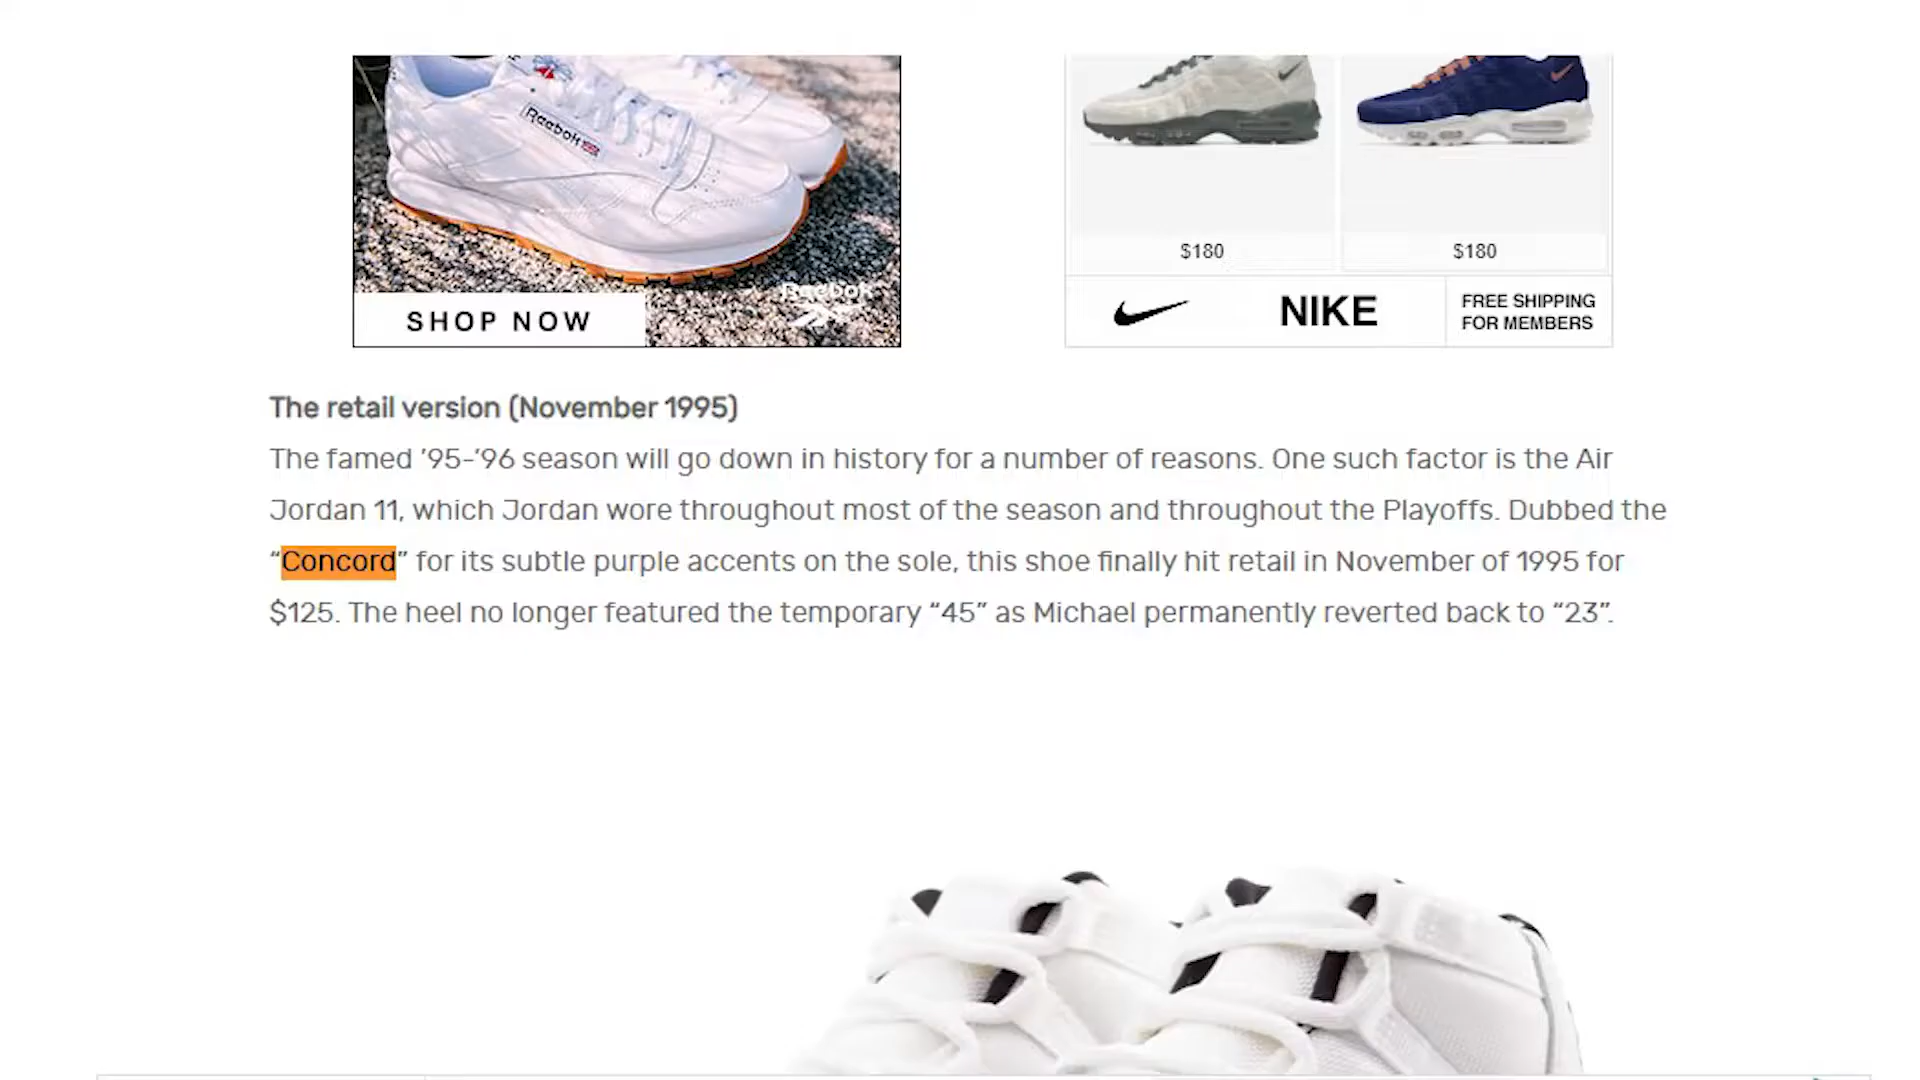 Reebok
Reebok
SHOP NOW
$180
$180
NIKE
FREE SHIPPING
FOR MEMBERS
The retail version (November 1995)
The famed ’95-’96 season will go down in history for a number of reasons. One such factor is the Air
Jordan 11, which Jordan wore throughout most of the season and throughout the Playoffs. Dubbed the
“Concord” for its subtle purple accents on the sole, this shoe finally hit retail in November of 1995 for
$125. The heel no longer featured the temporary “45” as Michael permanently reverted back to “23”.